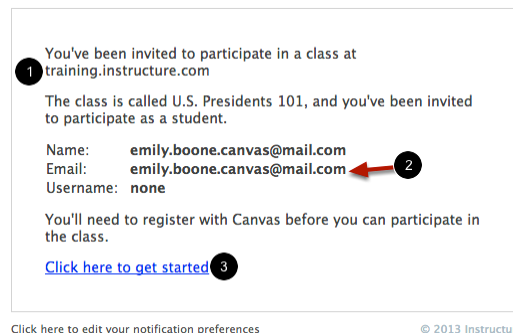 You've been invited to participate in a class at
1 training.instructure.com
The class is called U.S. Presidents 101, and you've been invited
to participate as a student.
Name: emily.boone.canvas@mail.com
Email: emily.boone.canvas@mail.com 2
Username: none
You'll need to register with Canvas before you can participate in
the class.
Click here to get started 3
Click here to edit your notification preferences © 2013 Instructu